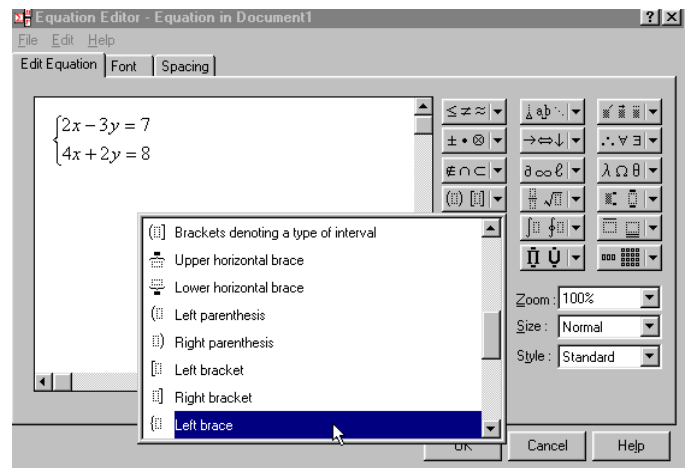 Equation Editor - Equation in Document1
File Edit Help
Edit Equation Font Spacing
2x − 3y = 7
4x + 2y = 8
≤≠≈
± • ⊗
→⇔↓
∴∀∃
∉∩⊂
∂∞ℓ
λΩθ
Brackets denoting a type of interval
Upper horizontal brace
Lower horizontal brace
Left parenthesis
Right parenthesis
Left bracket
Right bracket
Left brace
Zoom : 100%
Size : Normal
Style : Standard
OK Cancel Help